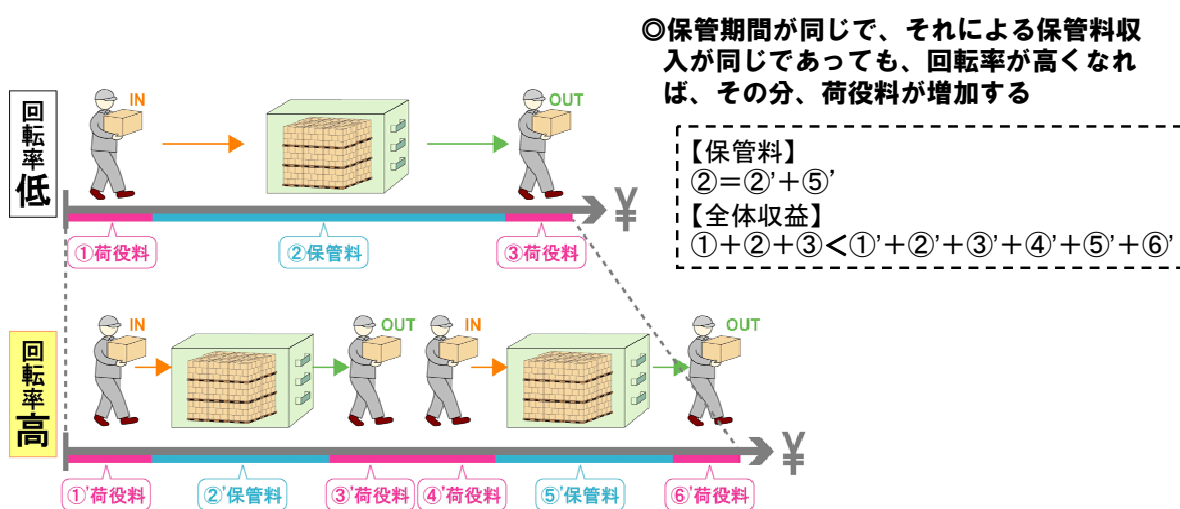 ◎保管期間が同じで、それによる保管料収
入が同じであっても、回転率が高くなれ
ば、その分、荷役料が増加する
回転率低
IN
OUT
¥
①荷役料
②保管料
③荷役料
【保管料】
②=②’+⑤’
【全体収益】
①+②+③<①’+②’+③’+④’+⑤’+⑥’
回転率高
IN
OUT
IN
OUT
¥
①’荷役料
②’保管料
③’荷役料
④’荷役料
⑤’保管料
⑥’荷役料